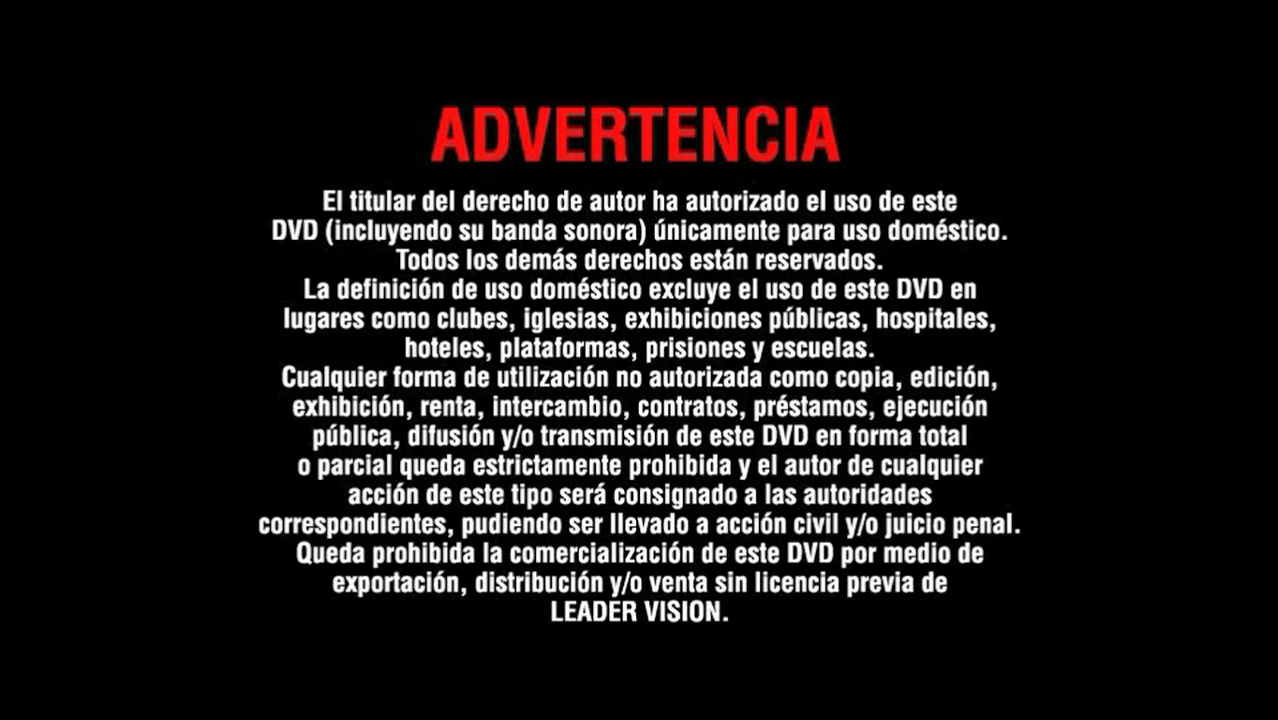 ADVERTENCIA
El titular del derecho de autor ha autorizado el uso de este
DVD (incluyendo su banda sonora) únicamente para uso doméstico.
Todos los demás derechos están reservados.
La definición de uso doméstico excluye el uso de este DVD en
lugares como clubes, iglesias, exhibiciones públicas, hospitales,
hoteles, plataformas, prisiones y escuelas.
Cualquier forma de utilización no autorizada como copia, edición,
exhibición, renta, intercambio, contratos, préstamos, ejecución
pública, difusión y/o transmisión de este DVD en forma total
o parcial queda estrictamente prohibida y el autor de cualquier
acción de este tipo será consignado a las autoridades
correspondientes, pudiendo ser llevado a acción civil y/o juicio penal.
Queda prohibida la comercialización de este DVD por medio de
exportación, distribución y/o venta sin licencia previa de
LEADER VISION.